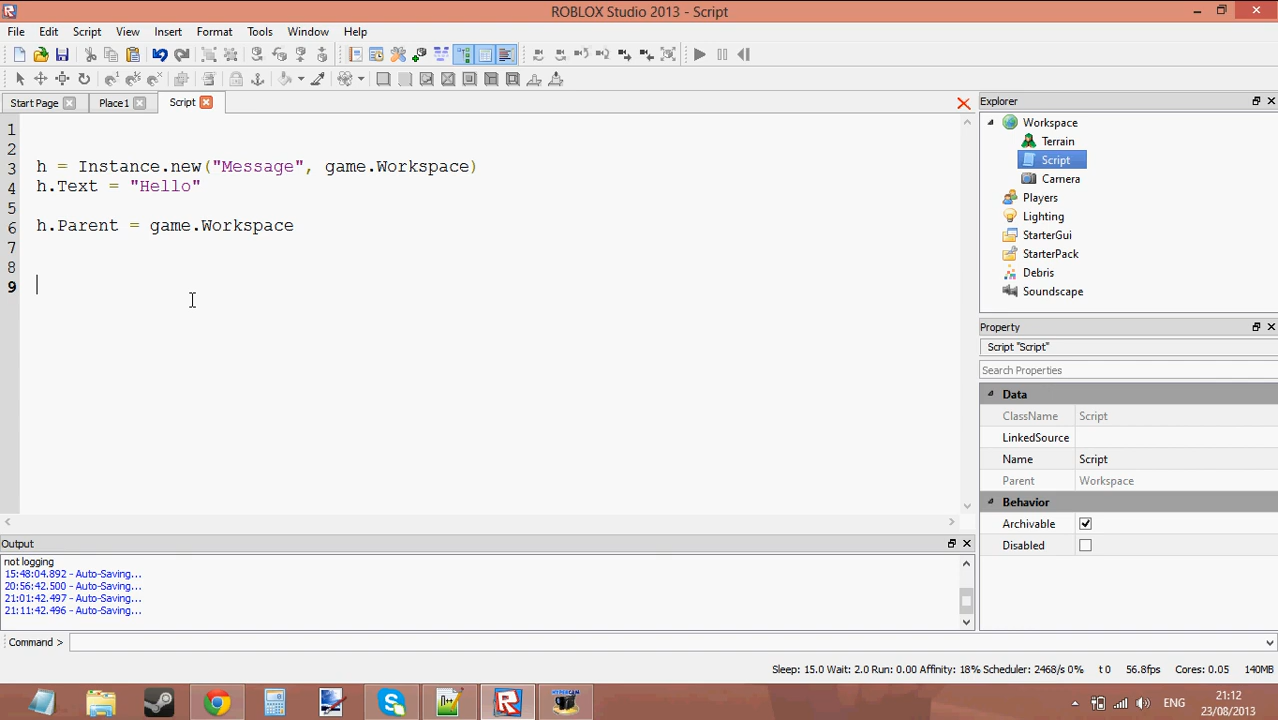 ROBLOX Studio 2013 - Script
File Edit Script View Insert Format Tools Window Help
Start Page Place1 Script
1
2
3 h = Instance.new("Message", game.Workspace)
4 h.Text = "Hello"
5
6 h.Parent = game.Workspace
7
8
9
Explorer
Workspace
Terrain
Script
Camera
Players
Lighting
StarterGui
StarterPack
Debris
Soundscape
Property
Script "Script"
Search Properties
Data
ClassName Script
LinkedSource
Name Script
Parent Workspace
Behavior
Archivable
Disabled
Output
not logging
15:48:04.892 - Auto-Saving...
20:56:42.500 - Auto-Saving...
21:01:42.497 - Auto-Saving...
21:11:42.496 - Auto-Saving...
Command >
Sleep: 15.0 Wait: 2.0 Run: 0.00 Affinity: 18% Scheduler: 2468/s 0% t 0 56.8fps Cores: 0.05 140MB
ENG
21:12
23/08/2013